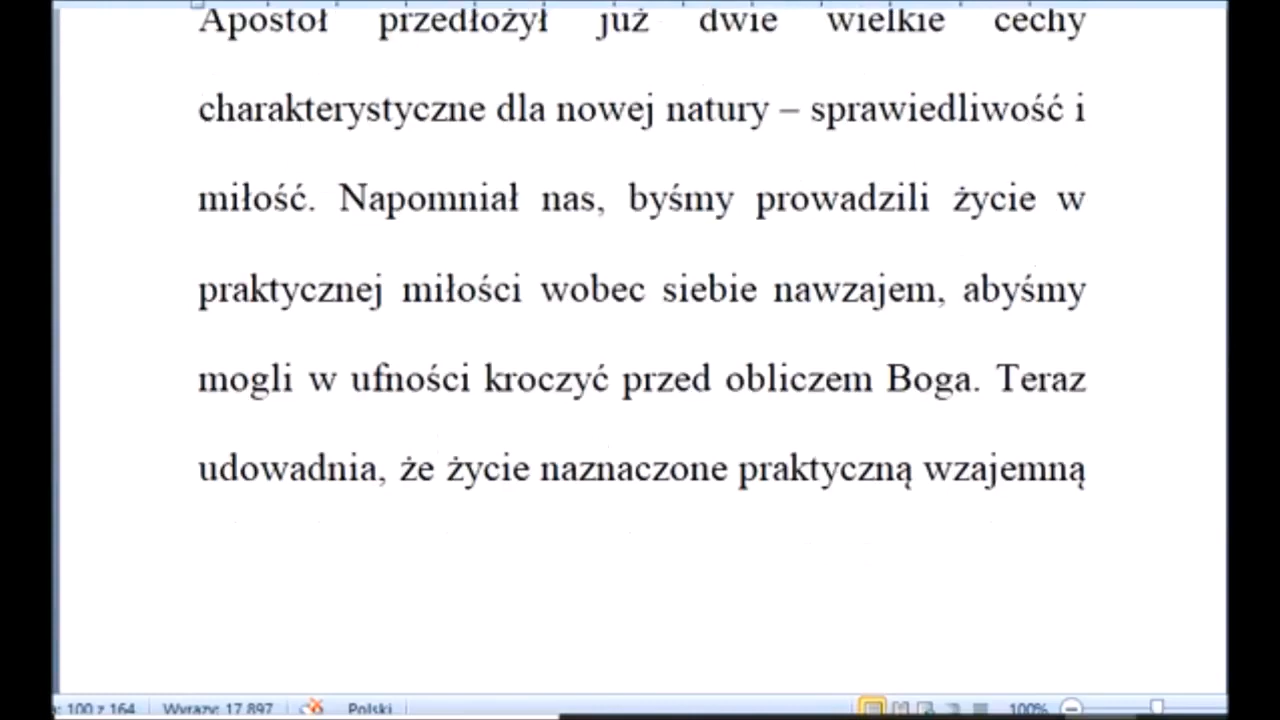 Apostoł przedłożył już dwie wielkie cechy
charakterystyczne dla nowej natury – sprawiedliwość i
miłość. Napomniał nas, byśmy prowadzili życie w
praktycznej miłości wobec siebie nawzajem, abyśmy
mogli w ufności kroczyć przed obliczem Boga. Teraz
udowadnia, że życie naznaczone praktyczną wzajemną
: 100 z 164 Wyrazy: 17 897 Polski 100%